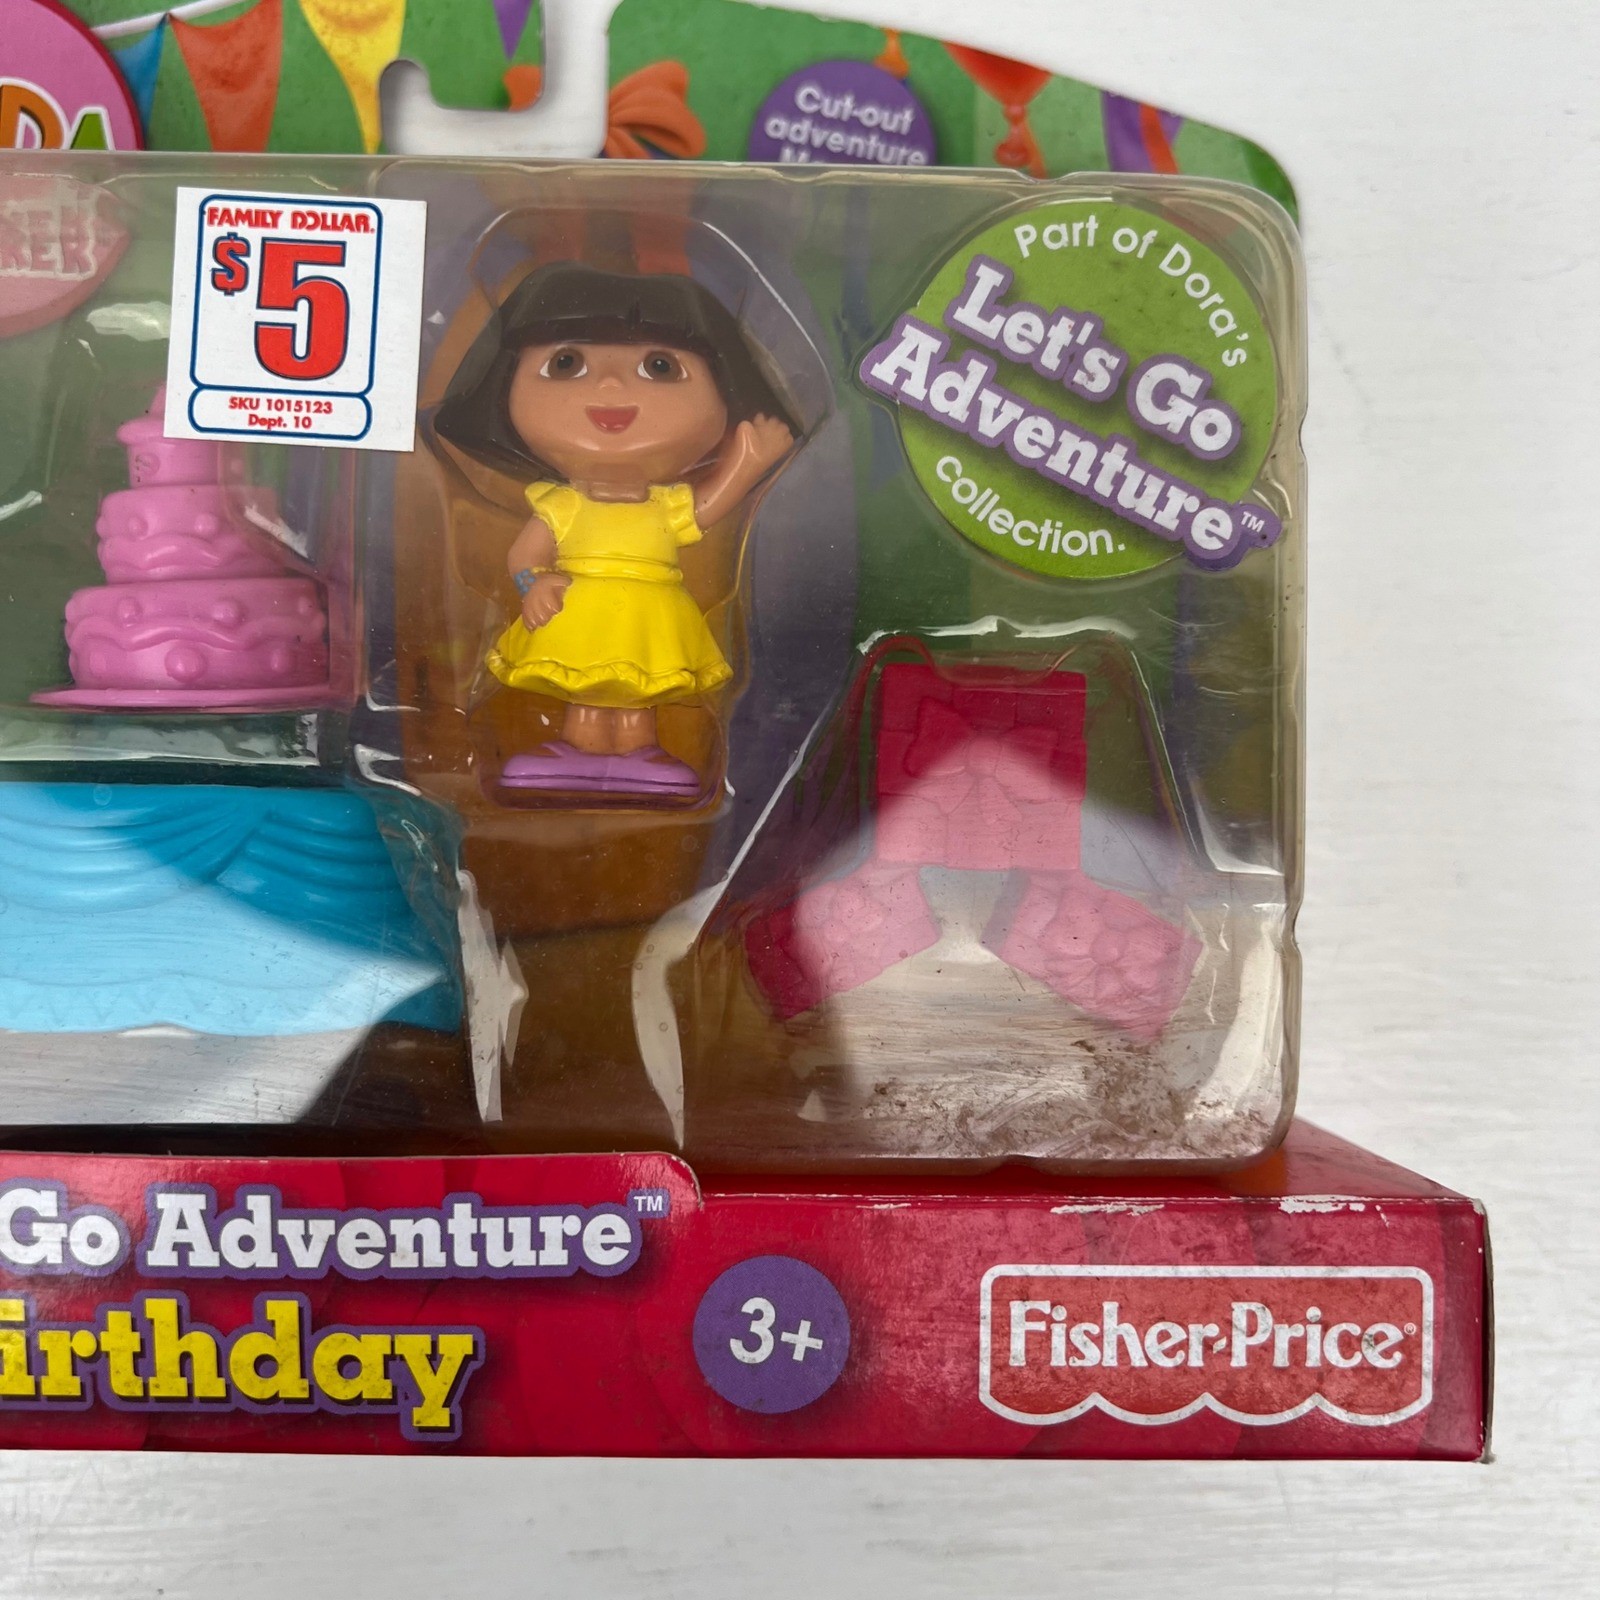 Cut-out
adventure
FAMILY DOLLAR.
$5
SKU 1015123
Dept. 10
Part of Dora's
Let's Go
Adventure™
collection.
Go Adventure™
irthday
3+
Fisher-Price®